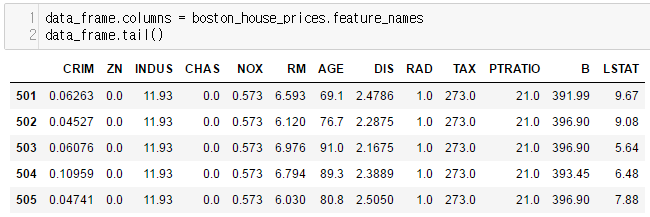 1 data_frame.columns = boston_house_prices.feature_names
2 data_frame.tail()
CRIM ZN INDUS CHAS NOX RM AGE DIS RAD TAX PTRATIO B LSTAT
501 0.06263 0.0 11.93 0.0 0.573 6.593 69.1 2.4786 1.0 273.0 21.0 391.99 9.67
502 0.04527 0.0 11.93 0.0 0.573 6.120 76.7 2.2875 1.0 273.0 21.0 396.90 9.08
503 0.06076 0.0 11.93 0.0 0.573 6.976 91.0 2.1675 1.0 273.0 21.0 396.90 5.64
504 0.10959 0.0 11.93 0.0 0.573 6.794 89.3 2.3889 1.0 273.0 21.0 393.45 6.48
505 0.04741 0.0 11.93 0.0 0.573 6.030 80.8 2.5050 1.0 273.0 21.0 396.90 7.88